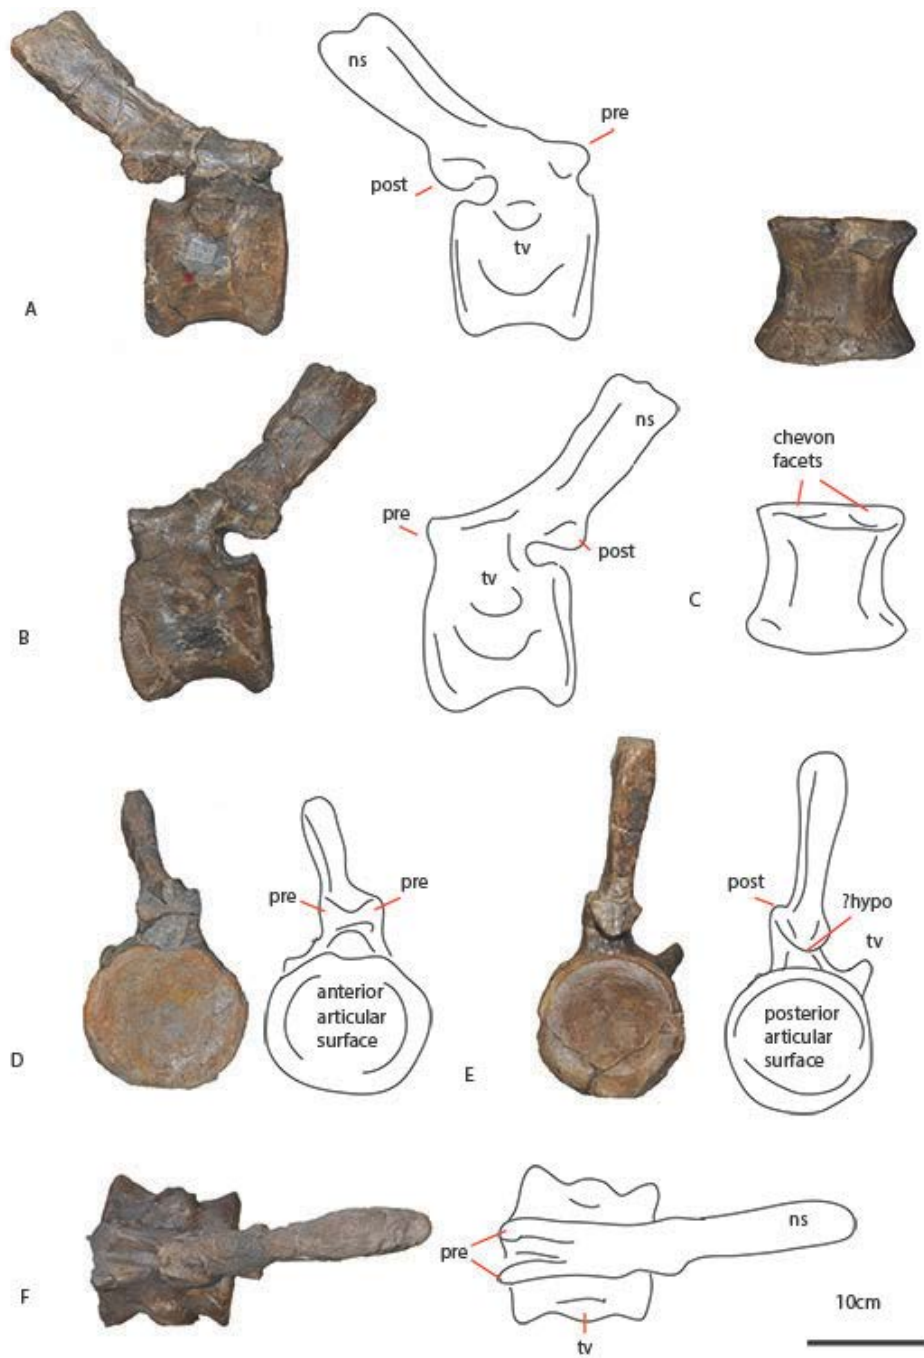 ns
pre
post
tv
A
ns
chevon
facets
pre
post
tv
C
B
pre
pre
post
?hypo
tv
anterior
articular
surface
posterior
articular
surface
D
E
ns
pre
F
10cm
tv